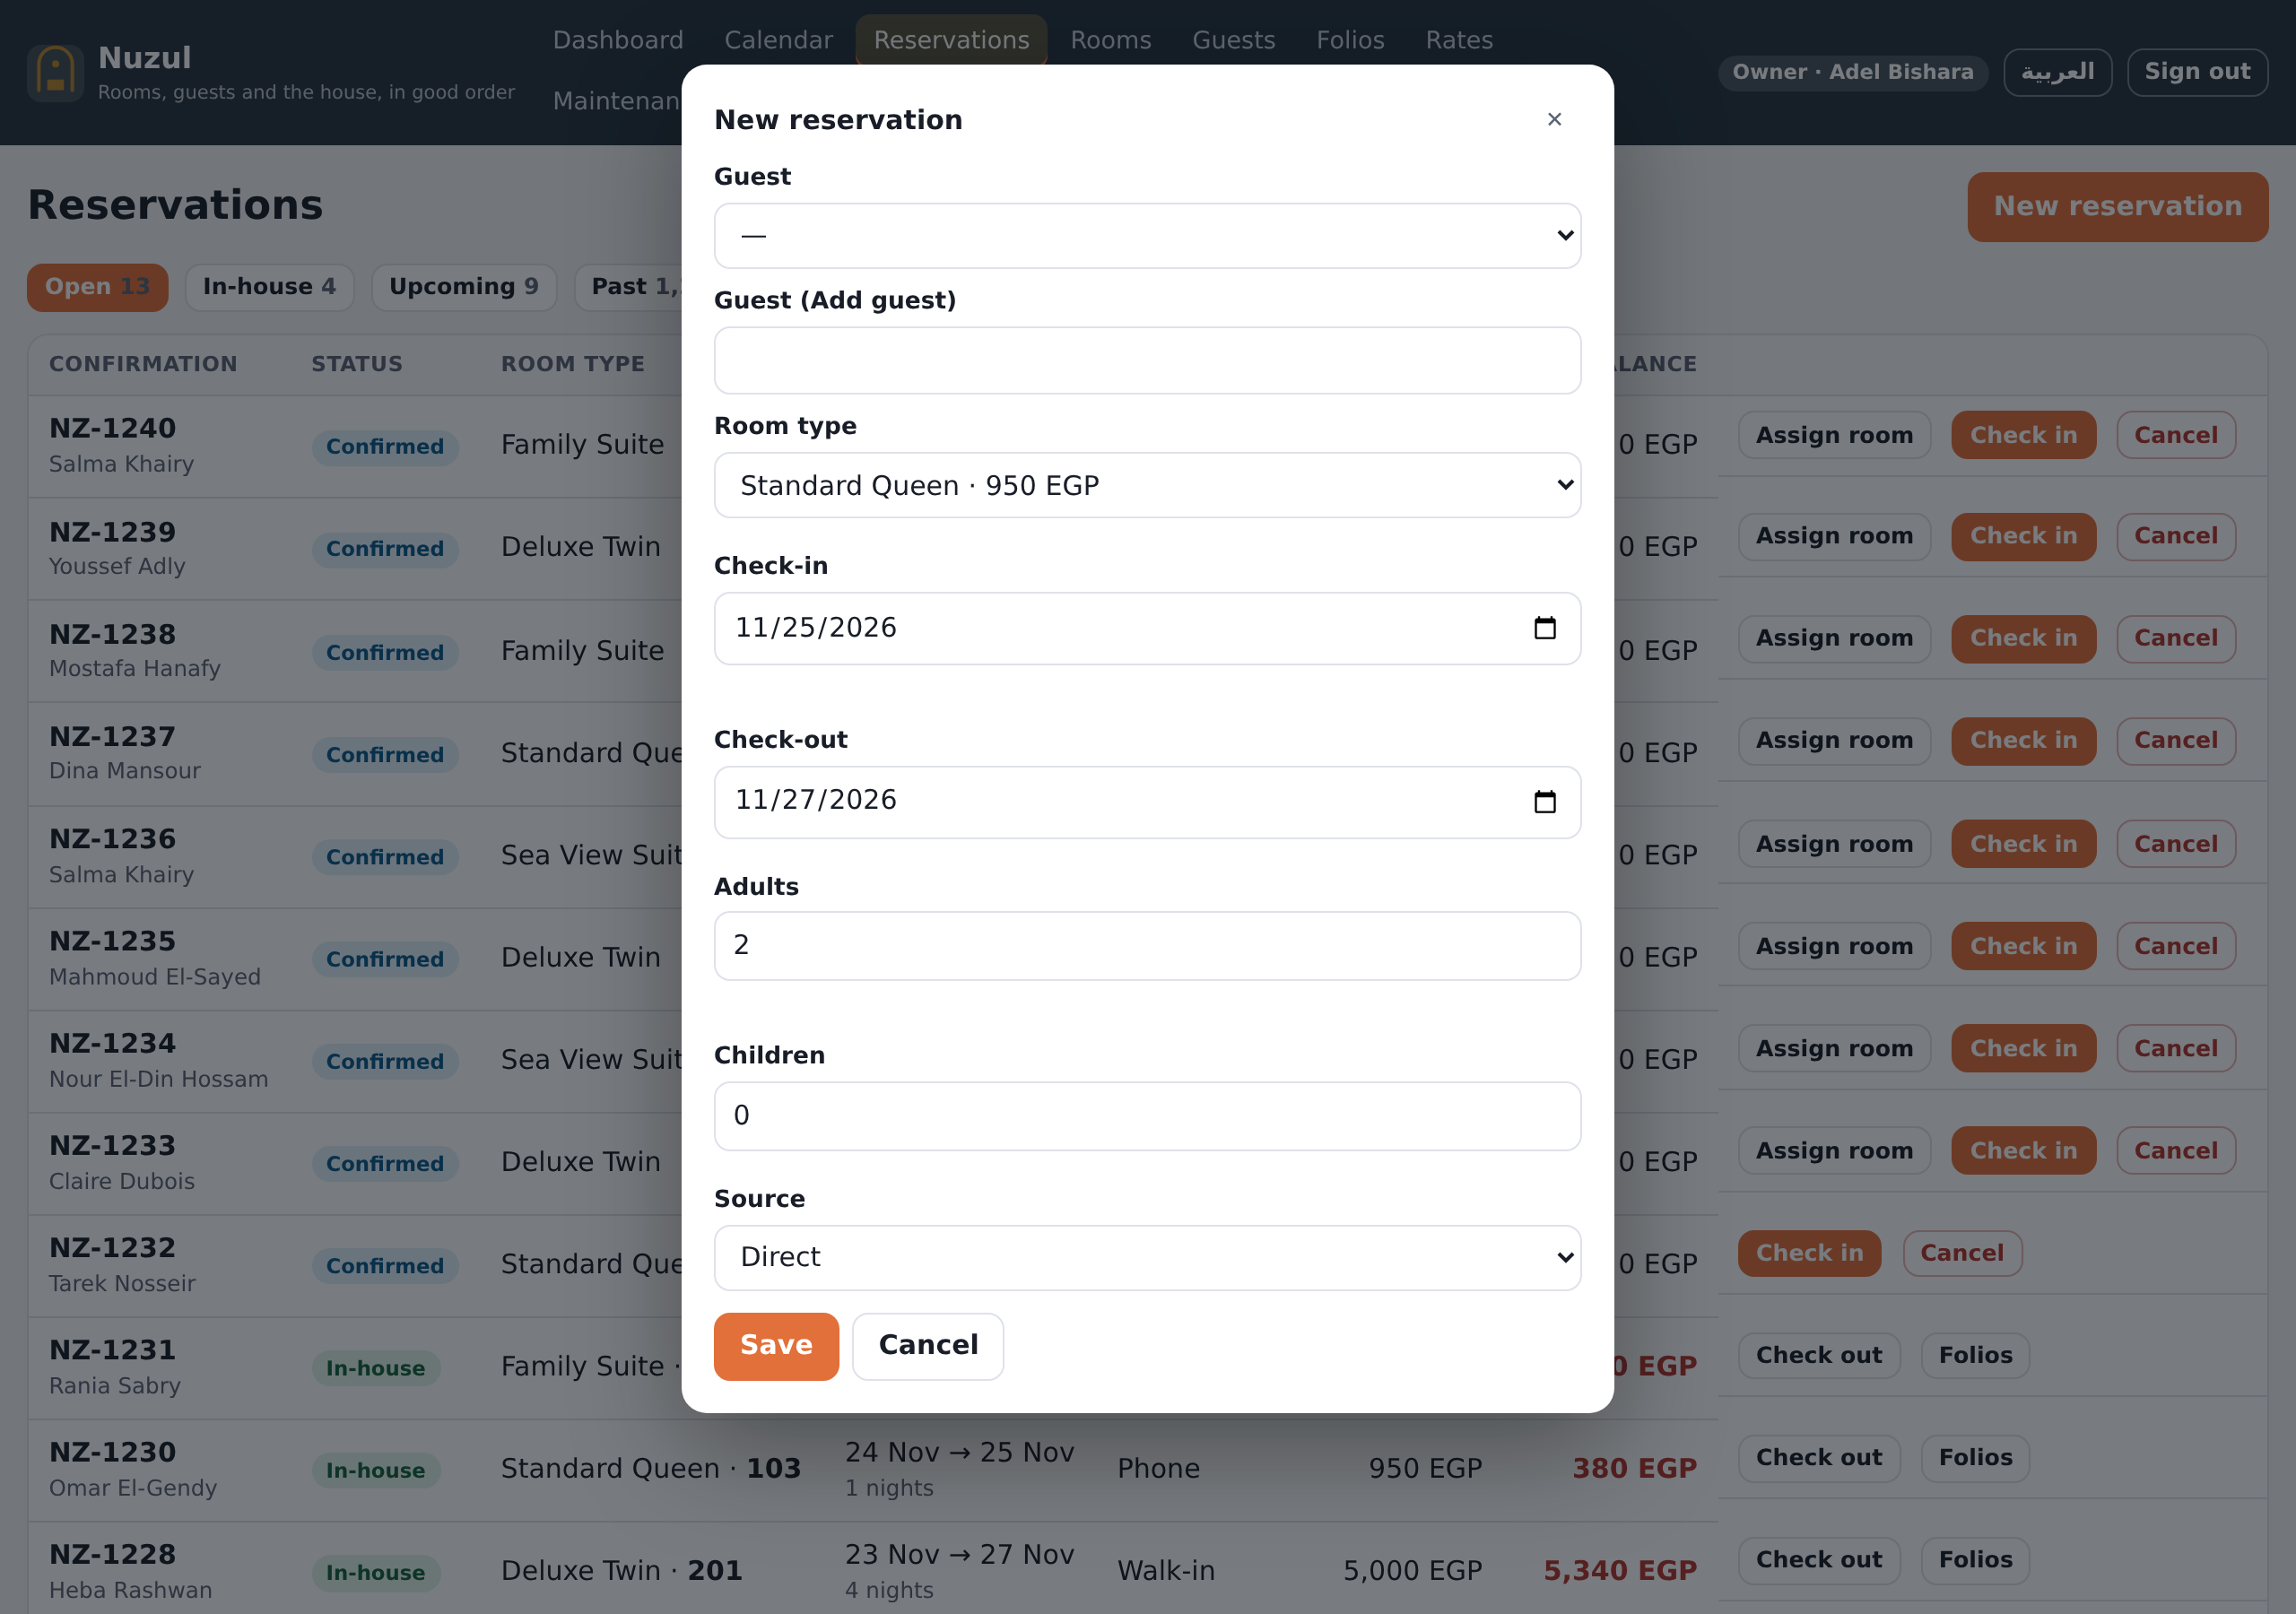 Nuzul
Rooms, guests and the house, in good order
Dashboard Calendar Reservations Rooms Guests Folios Rates
Owner · Adel Bishara العربية Sign out
Reservations
New reservation
Open 13 In-house 4 Upcoming 9 Past
CONFIRMATION STATUS ROOM TYPE
NZ-1240 Confirmed Family Suite 0 EGP Assign room Check in Cancel
Salma Khairy
NZ-1239 Confirmed Deluxe Twin 0 EGP Assign room Check in Cancel
Youssef Adly
NZ-1238 Confirmed Family Suite 0 EGP Assign room Check in Cancel
Mostafa Hanafy
NZ-1237 Confirmed Standard 0 EGP Assign room Check in Cancel
Dina Mansour
NZ-1236 Confirmed Sea View 0 EGP Assign room Check in Cancel
Salma Khairy
NZ-1235 Confirmed Deluxe Twin 0 EGP Assign room Check in Cancel
Mahmoud El-Sayed
NZ-1234 Confirmed Sea View 0 EGP Assign room Check in Cancel
Nour El-Din Hossam
NZ-1233 Confirmed Deluxe Twin 0 EGP Assign room Check in Cancel
Claire Dubois
NZ-1232 Confirmed Standard 0 EGP Check in Cancel
Tarek Nosseir
NZ-1231 In-house Family Suite · EGP Check out Folios
Rania Sabry
NZ-1230 In-house Standard Queen · 103 24 Nov → 25 Nov Phone 950 EGP 380 EGP Check out Folios
Omar El-Gendy 1 nights
NZ-1228 In-house Deluxe Twin · 201 23 Nov → 27 Nov Walk-in 5,000 EGP 5,340 EGP Check out Folios
Heba Rashwan 4 nights
New reservation ×
Guest
—
Guest (Add guest)
Room type
Standard Queen · 950 EGP
Check-in
11/25/2026
Check-out
11/27/2026
Adults
2
Children
0
Source
Direct
Save Cancel